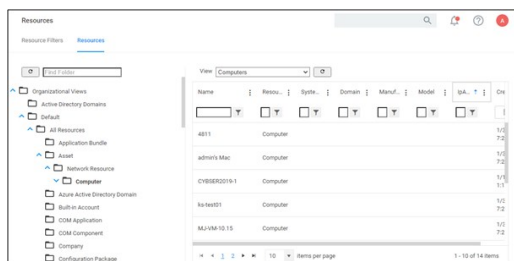 Resources
A
Resource Filters Resources
Find Folder
View Computers
Organizational Views
Active Directory Domains
Default
All Resources
Application Bundle
Asset
Network Resource
Computer
Azure Active Directory Domain
Built-in Account
COM Application
COM Component
Company
Configuration Package
Name Resou... Syste... Domain Manuf... Model IpA... Cre
4811 Computer
admin's Mac Computer
CYBSER2019-1 Computer
ks-test01 Computer
MJ-VM-10.15 Computer
1 2 10 items per page 1 - 10 of 14 items